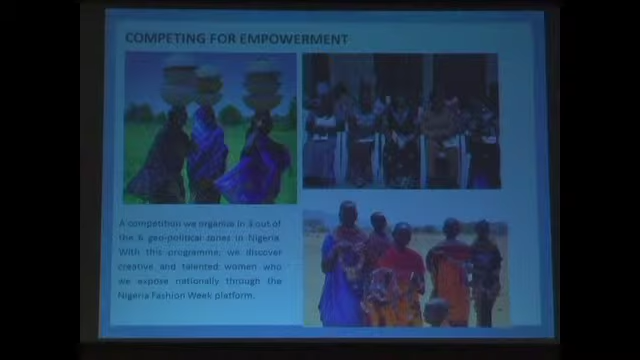 COMPETING FOR EMPOWERMENT
A competition we organise in 3 out of
the 6 geo-political zones in Nigeria.
With this programme, we discover
creative and talented women who
we expose nationally through the
Nigeria Fashion Week platform.